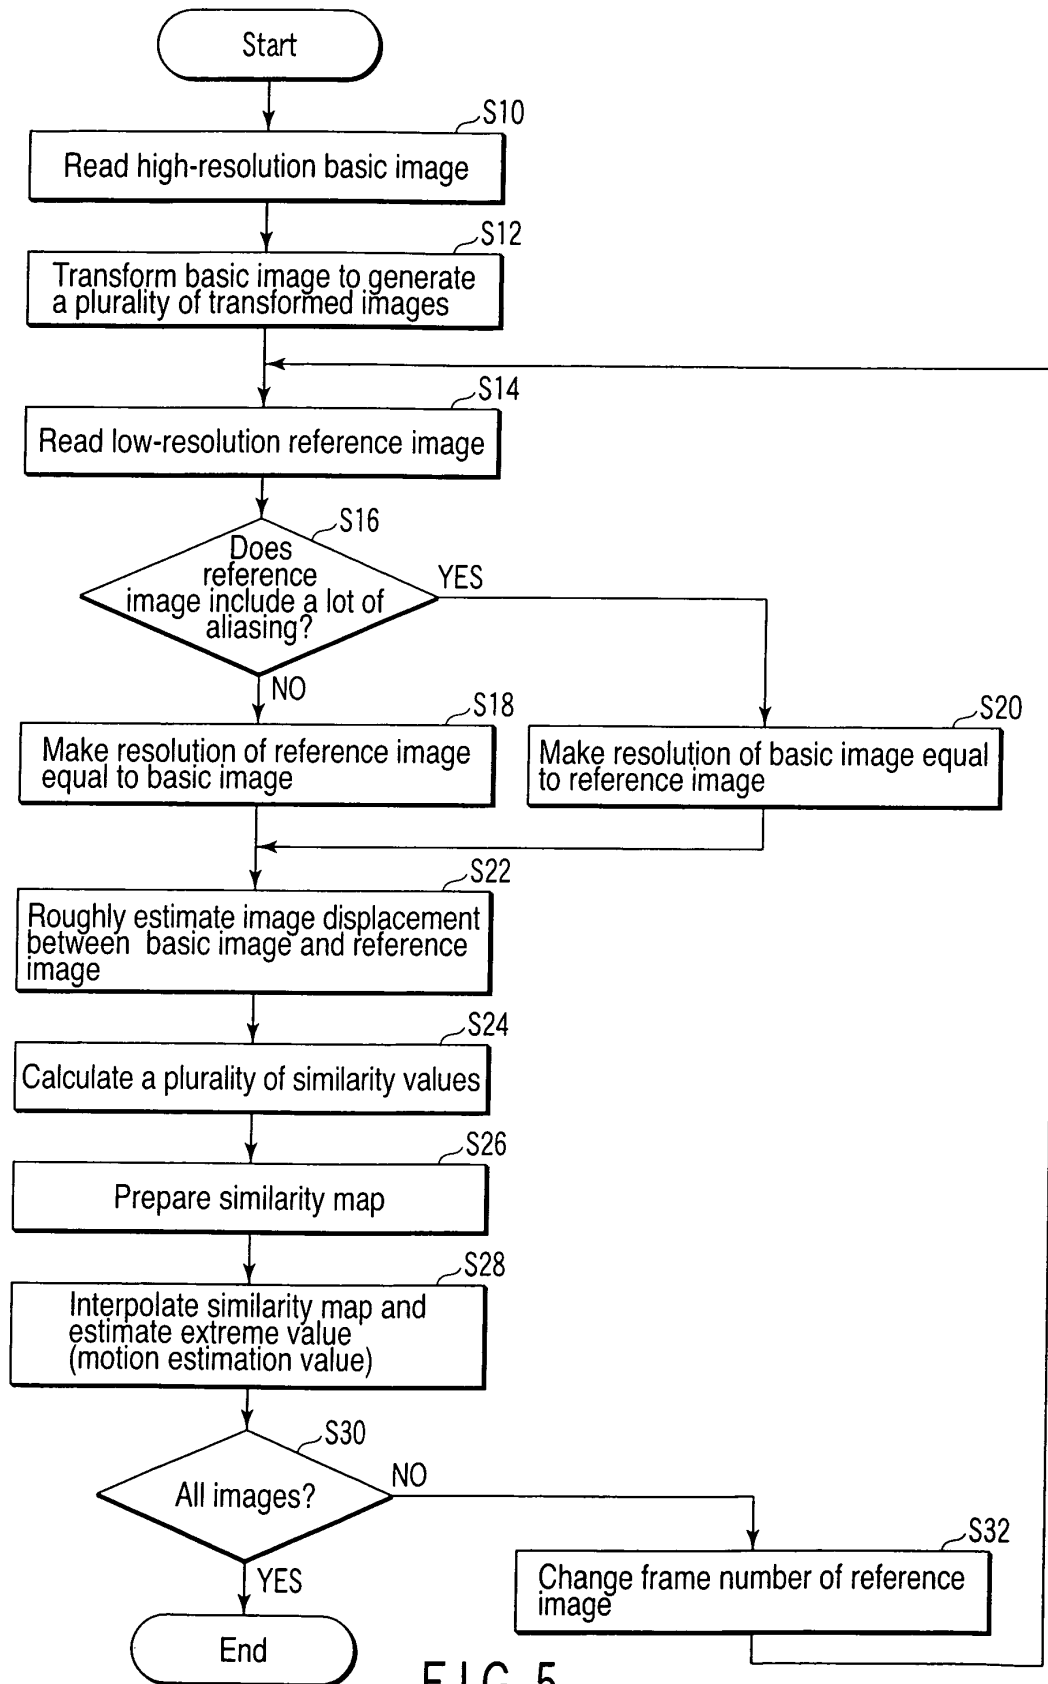 Start
S10
Read high-resolution basic image
S12
Transform basic image to generate
a plurality of transformed images
S14
Read low-resolution reference image
S16
Does
reference
image include a lot of
aliasing?
YES
NO
S18
Make resolution of reference image
equal to basic image
S20
Make resolution of basic image equal
to reference image
S22
Roughly estimate image displacement
between basic image and reference
image
S24
Calculate a plurality of similarity values
S26
Prepare similarity map
S28
Interpolate similarity map and
estimate extreme value
(motion estimation value)
S30
All images?
NO
YES
S32
Change frame number of reference
image
End
FIG. 5